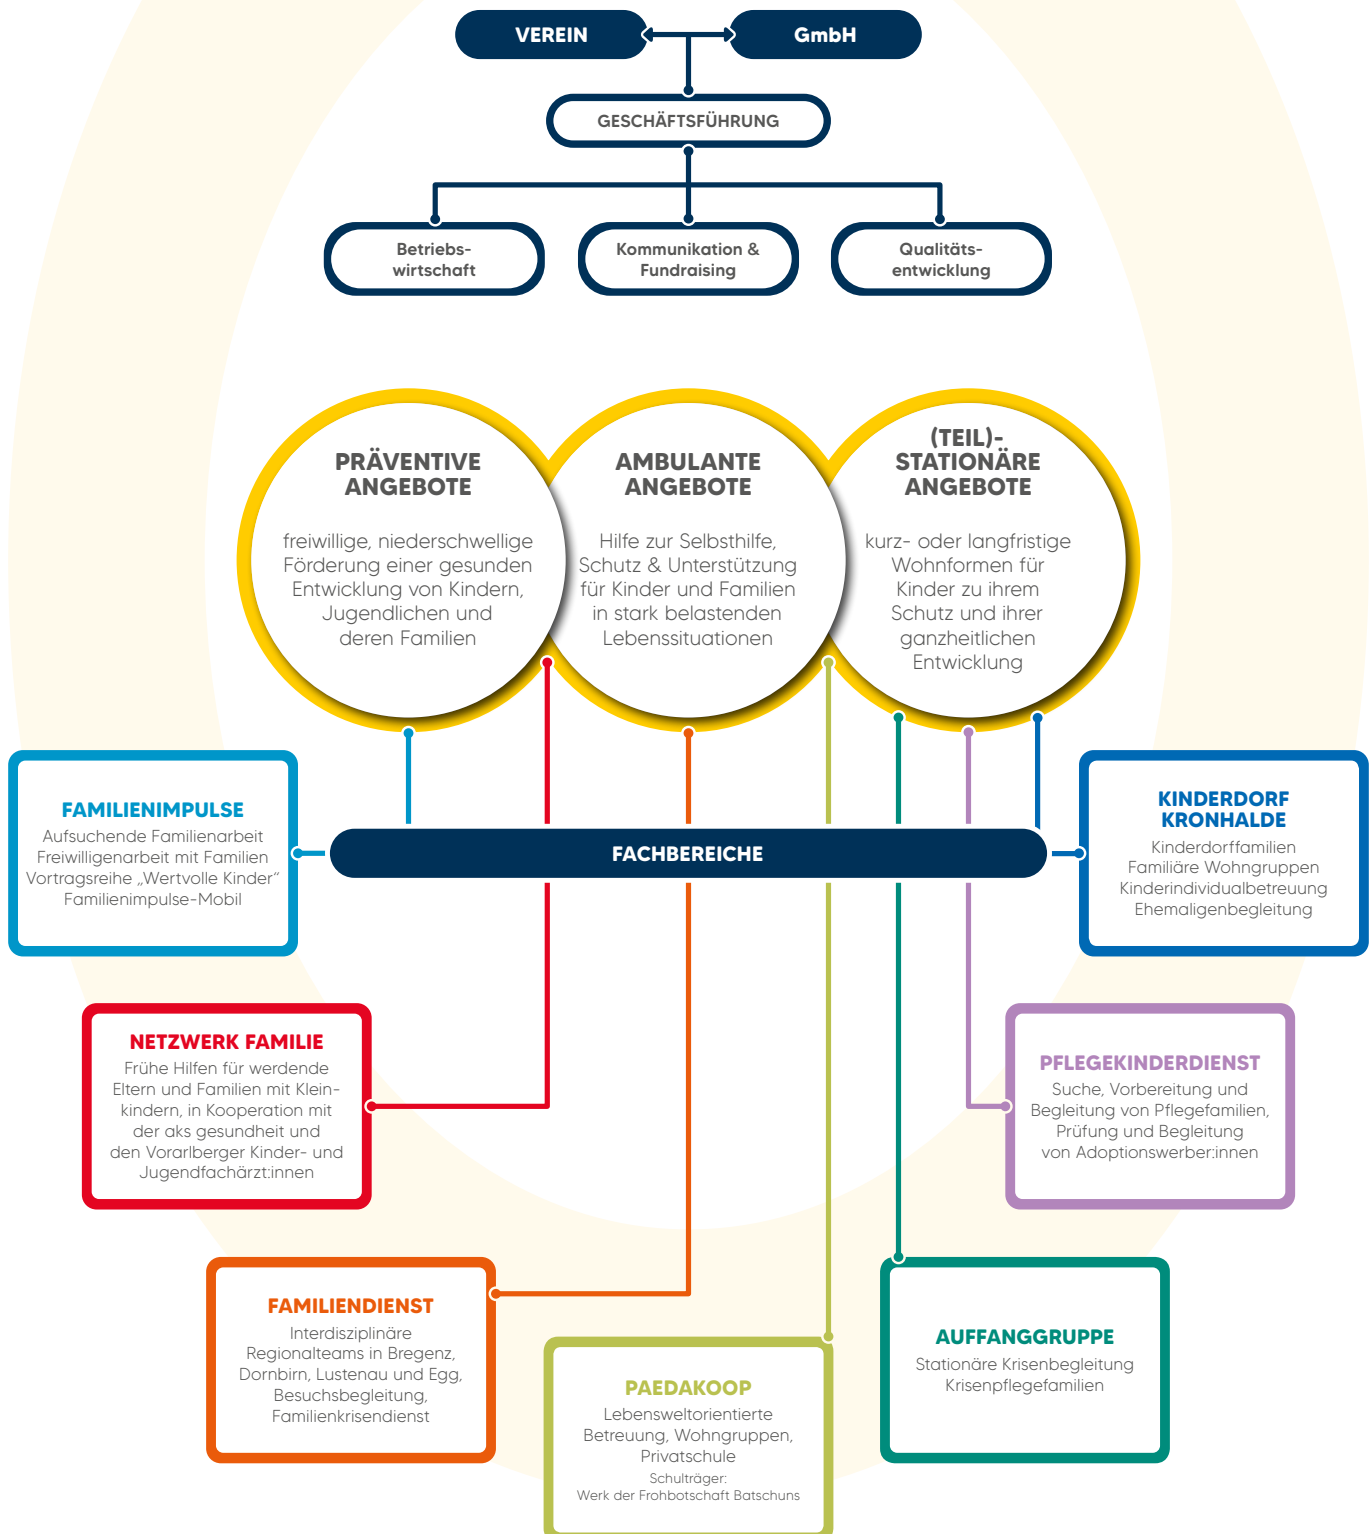 VEREIN
GmbH
GESCHÄFTSFÜHRUNG
Betriebs-
wirtschaft
Kommunikation &
Fundraising
Qualitäts-
entwicklung
PRÄVENTIVE
ANGEBOTE
freiwillige, niederschwellige
Förderung einer gesunden
Entwicklung von Kindern,
Jugendlichen und
deren Familien
AMBULANTE
ANGEBOTE
Hilfe zur Selbsthilfe,
Schutz & Unterstützung
für Kinder und Familien
in stark belastenden
Lebenssituationen
(TEIL)-
STATIONÄRE
ANGEBOTE
kurz- oder langfristige
Wohnformen für
Kinder zu ihrem
Schutz und ihrer
ganzheitlichen
Entwicklung
FAMILIENIMPULSE
Aufsuchende Familienarbeit
Freiwilligenarbeit mit Familien
Vortragsreihe „Wertvolle Kinder“
Familienimpulse-Mobil
FACHBEREICHE
KINDERDORF
KRONHALDE
Kinderdorffamilien
Familiäre Wohngruppen
Kinderindividualbetreuung
Ehemaligenbegleitung
NETZWERK FAMILIE
Frühe Hilfen für werdende
Eltern und Familien mit Klein-
kindern, in Kooperation mit
der aks gesundheit und
den Vorarlberger Kinder- und
Jugendfachärzt:innen
PFLEGEKINDERDIENST
Suche, Vorbereitung und
Begleitung von Pflegefamilien,
Prüfung und Begleitung
von Adoptionswerber:innen
FAMILIENDIENST
Interdisziplinäre
Regionalteams in Bregenz,
Dornbirn, Lustenau und Egg,
Besuchsbegleitung,
Familienkrisendienst
PAEDAKOOP
Lebensweltorientierte
Betreuung, Wohngruppen,
Privatschule
Schulträger:
Werk der Frohbotschaft Batschuns
AUFFANGGRUPPE
Stationäre Krisenbegleitung
Krisenpflegefamilien